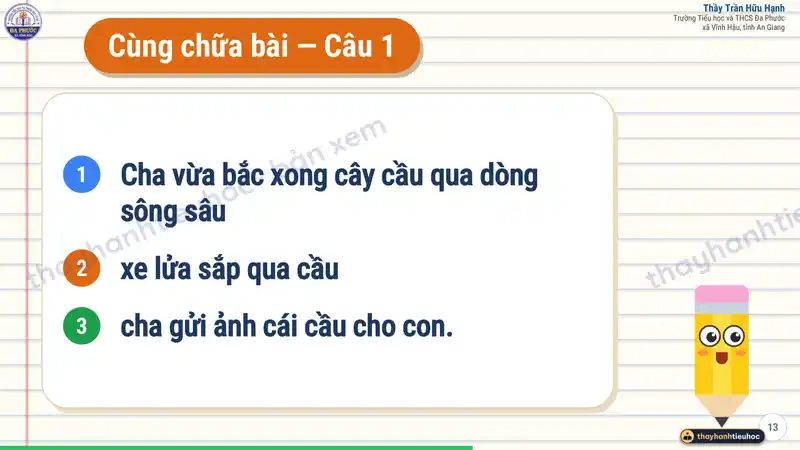 Thầy Trần Hữu Hạnh
Trường Tiểu học và THCS Đa Phước
xã Vĩnh Hậu, tỉnh An Giang
ĐA PHƯỚC
Cùng chữa bài – Câu 1
1 Cha vừa bắc xong cây cầu qua dòng
sông sâu
2 xe lửa sắp qua cầu
3 cha gửi ảnh cái cầu cho con.
thayhanhtieuhoc
13